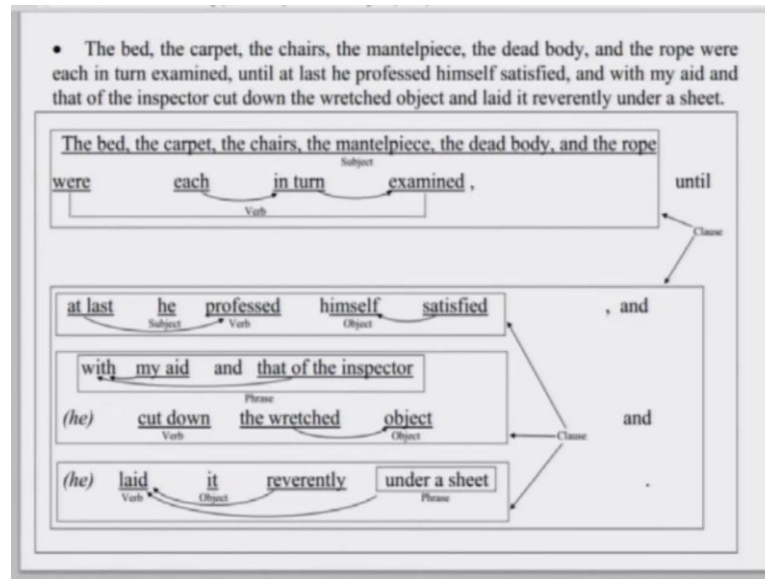 • The bed, the carpet, the chairs, the mantelpiece, the dead body, and the rope were
each in turn examined, until at last he professed himself satisfied, and with my aid and
that of the inspector cut down the wretched object and laid it reverently under a sheet.
The bed, the carpet, the chairs, the mantelpiece, the dead body, and the rope
Subject
were each in turn examined , until
Verb
Clause
at last he professed himself satisfied , and
Subject Verb Object
with my aid and that of the inspector
Phrase
(he) cut down the wretched object and
Verb Object Clause
(he) laid it reverently under a sheet .
Verb Object Phrase